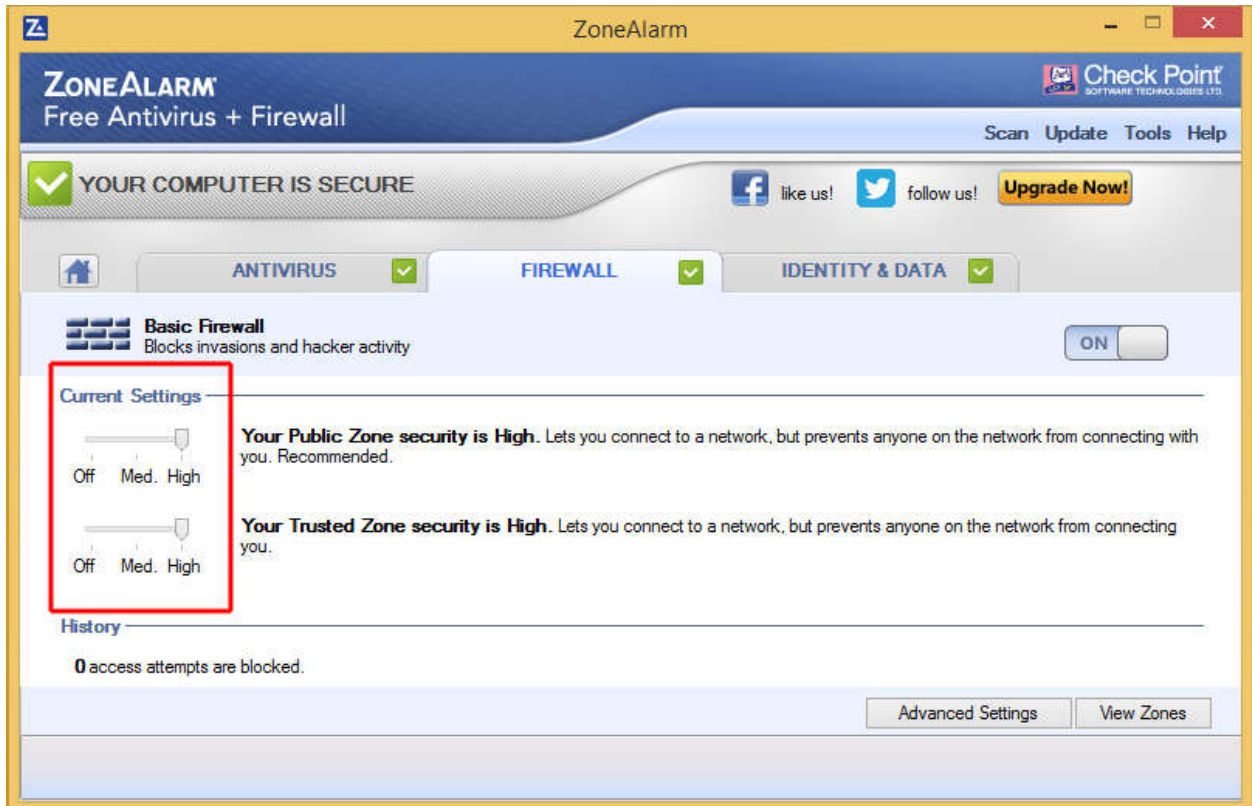 ZoneAlarm
ZONEALARM
Free Antivirus + Firewall
Check Point
SOFTWARE TECHNOLOGIES LTD.
Scan Update Tools Help
YOUR COMPUTER IS SECURE
like us!
follow us!
Upgrade Now!
ANTIVIRUS
FIREWALL
IDENTITY & DATA
Basic Firewall
Blocks invasions and hacker activity
ON
Current Settings
Your Public Zone security is High. Lets you connect to a network, but prevents anyone on the network from connecting with
you. Recommended.
Off Med. High
Your Trusted Zone security is High. Lets you connect to a network, but prevents anyone on the network from connecting
you.
Off Med. High
History
0 access attempts are blocked.
Advanced Settings
View Zones